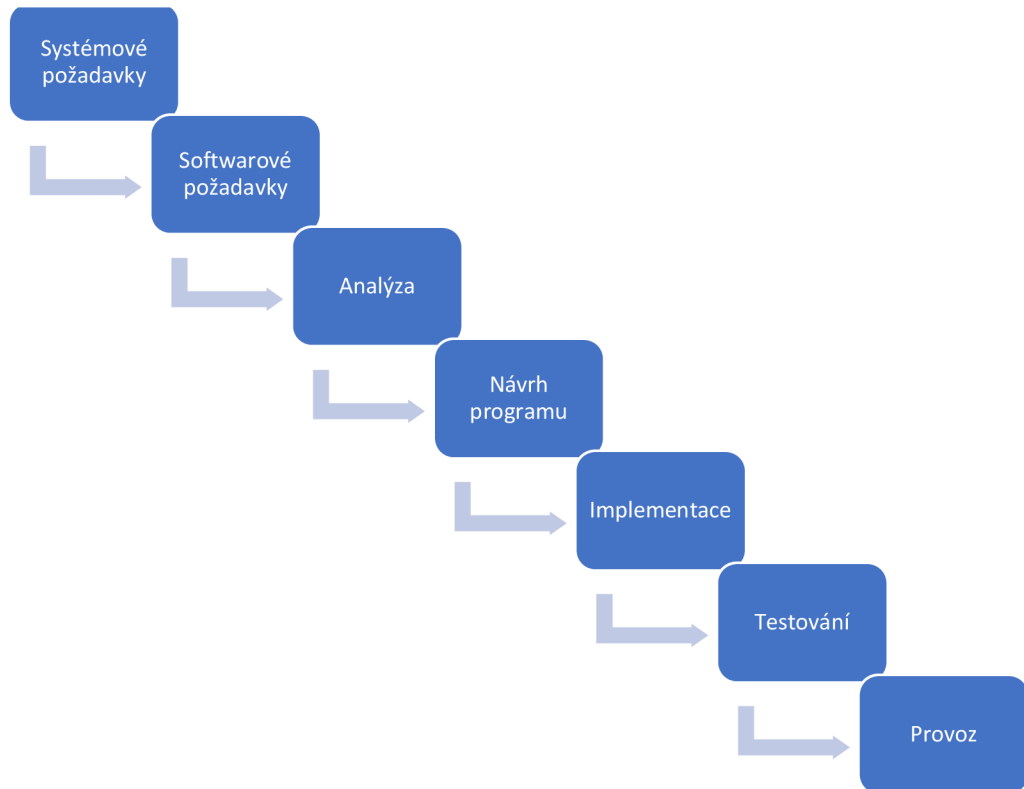 Systémové
požadavky
Softwarové
požadavky
Analýza
Návrh
programu
Implementace
Testování
Provoz